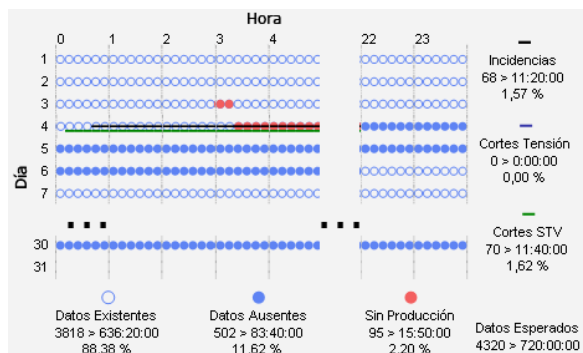 Hora
0 1 2 3 4 22 23
Día
1
2
3
4
5
6
7
30
31
Incidencias
68 > 11:20:00
1,57 %
Cortes Tensión
0 > 0:00:00
0,00 %
Cortes STV
70 > 11:40:00
1,62 %
Datos Existentes
3818 > 636:20:00
88.38 %
Datos Ausentes
502 > 83:40:00
11.62 %
Sin Producción
95 > 15:50:00
2.20 %
Datos Esperados
4320 > 720:00:00